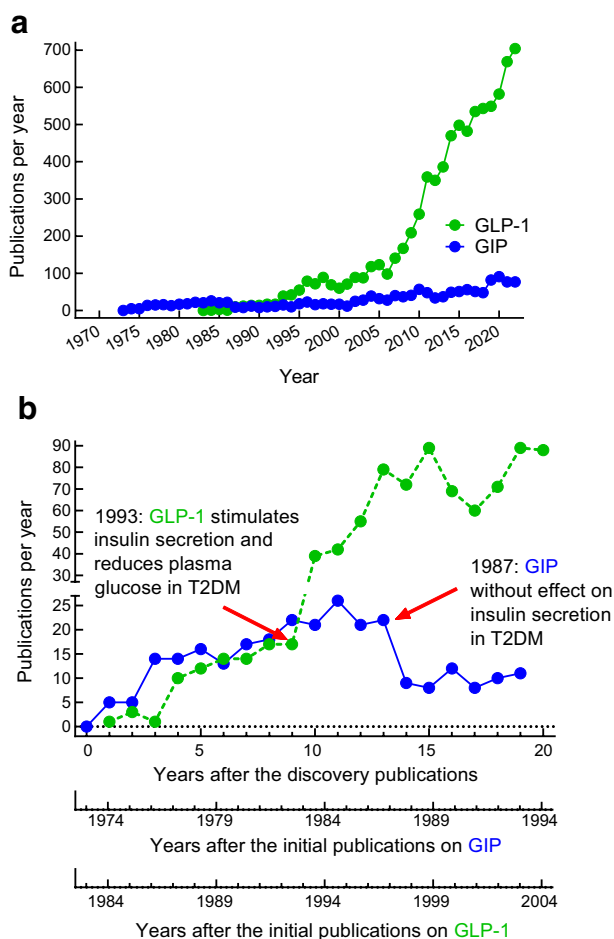 a
Publications per year
700
600
500
400
300
200
100
0
GLP-1
GIP
1970
1975
1980
1985
1990
1995
2000
2005
2010
2015
2020
Year
b
Publications per year
90
80
70
60
50
40
30
25
20
15
10
5
0
1993: GLP-1 stimulates
insulin secretion and
reduces plasma
glucose in T2DM
1987: GIP
without effect on
insulin secretion
in T2DM
0 5 10 15 20
Years after the discovery publications
1974 1979 1984 1989 1994
Years after the initial publications on GIP
1984 1989 1994 1999 2004
Years after the initial publications on GLP-1